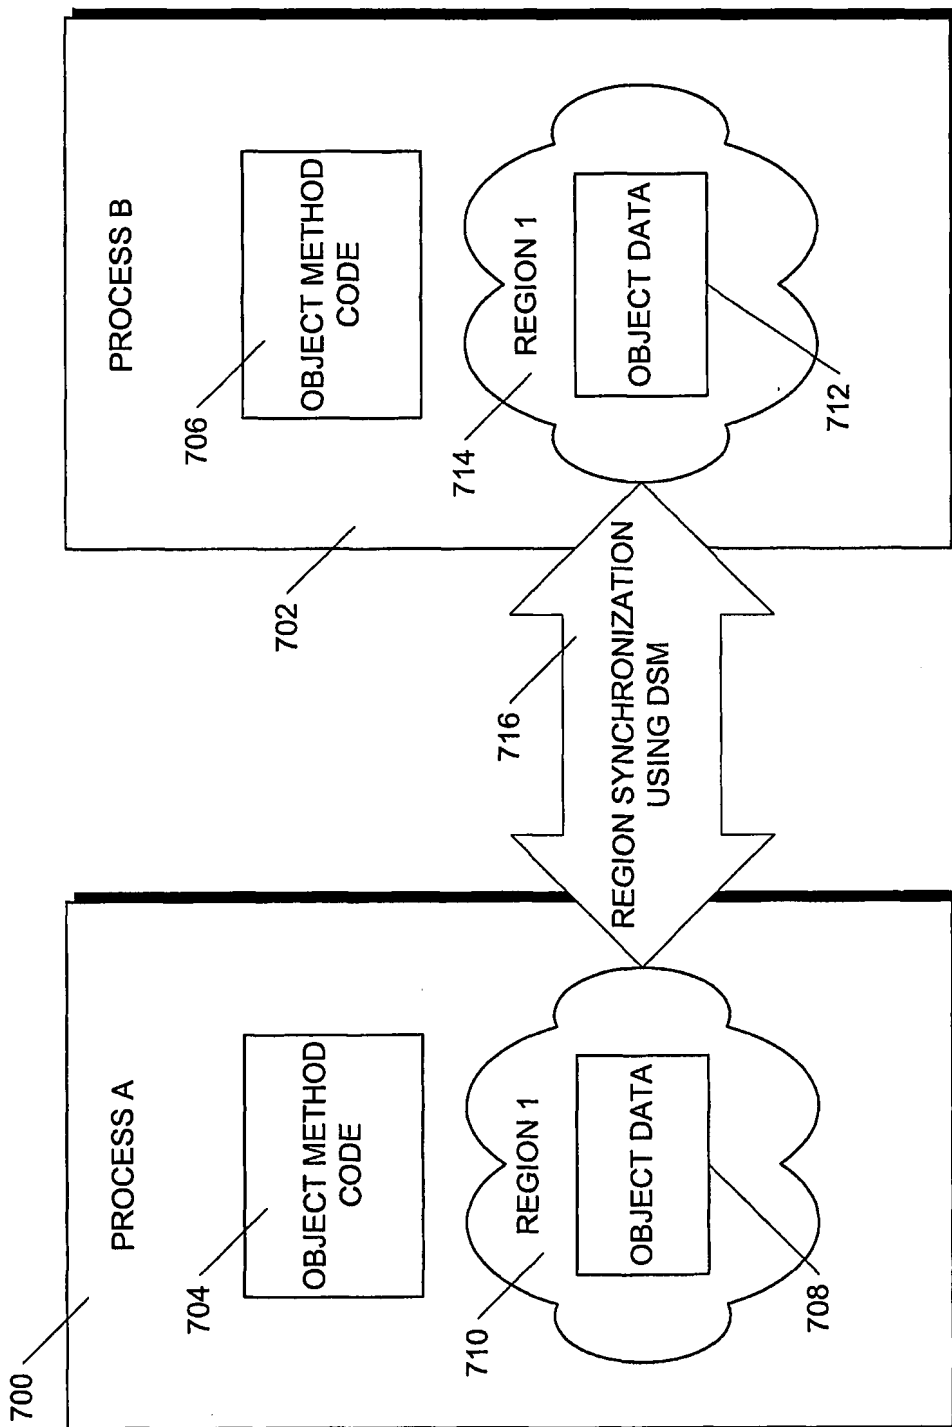 700
PROCESS A
704
OBJECT METHOD
CODE
710
REGION 1
OBJECT DATA
708
716
REGION SYNCHRONIZATION
USING DSM
702
PROCESS B
706
OBJECT METHOD
CODE
714
REGION 1
OBJECT DATA
712